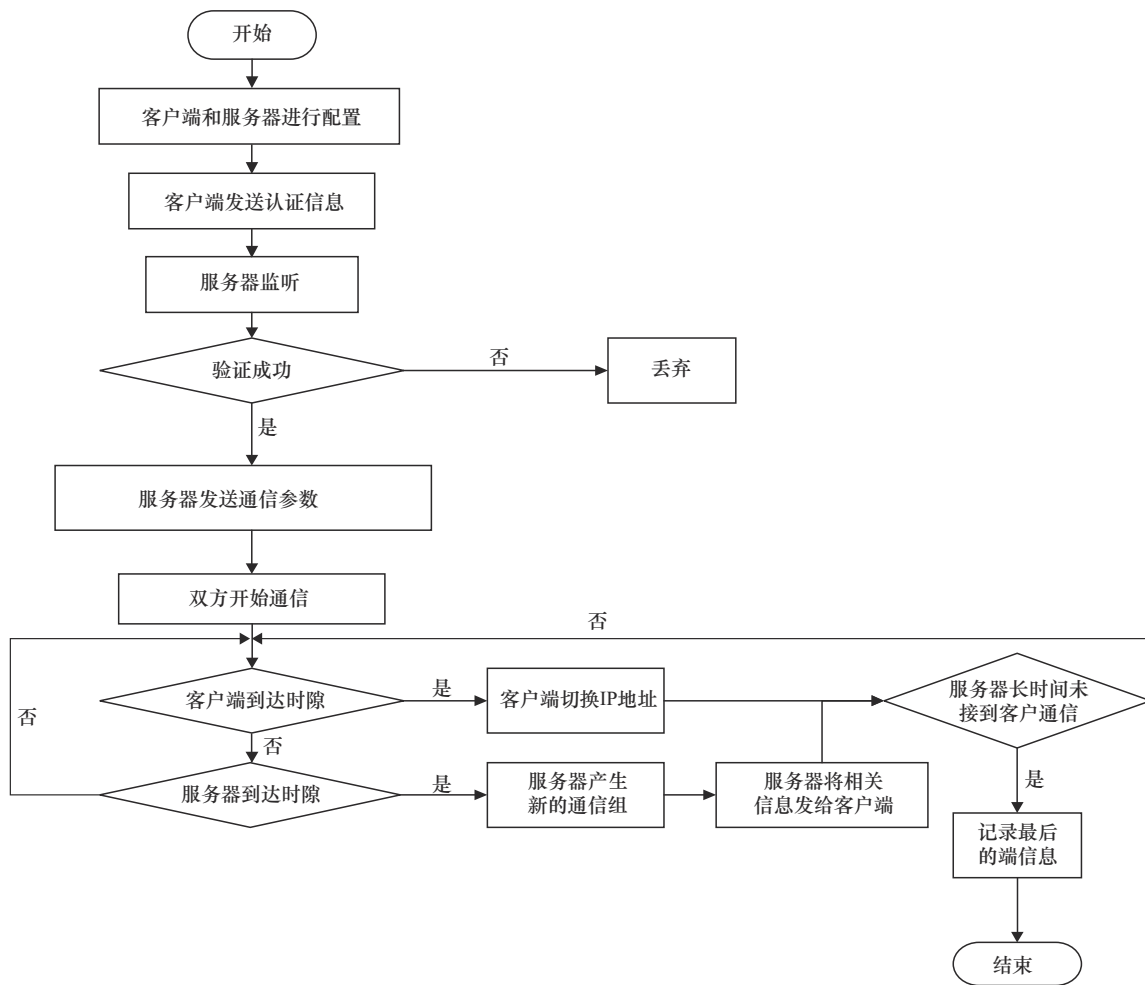 开始
客户端和服务器进行配置
客户端发送认证信息
服务器监听
验证成功
否
丢弃
是
服务器发送通信参数
双方开始通信
否
客户端到达时隙
是
客户端切换IP地址
服务器长时间未
接到客户通信
否
否
服务器到达时隙
是
服务器产生
新的通信组
服务器将相关
信息发给客户端
是
记录最后
的端信息
结束